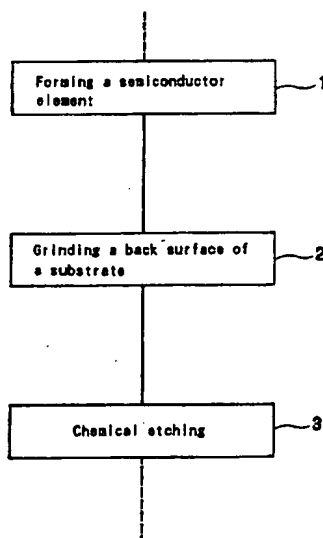 Forming a semiconductor
element
1
Grinding a back surface of
a substrate
2
Chemical etching
3